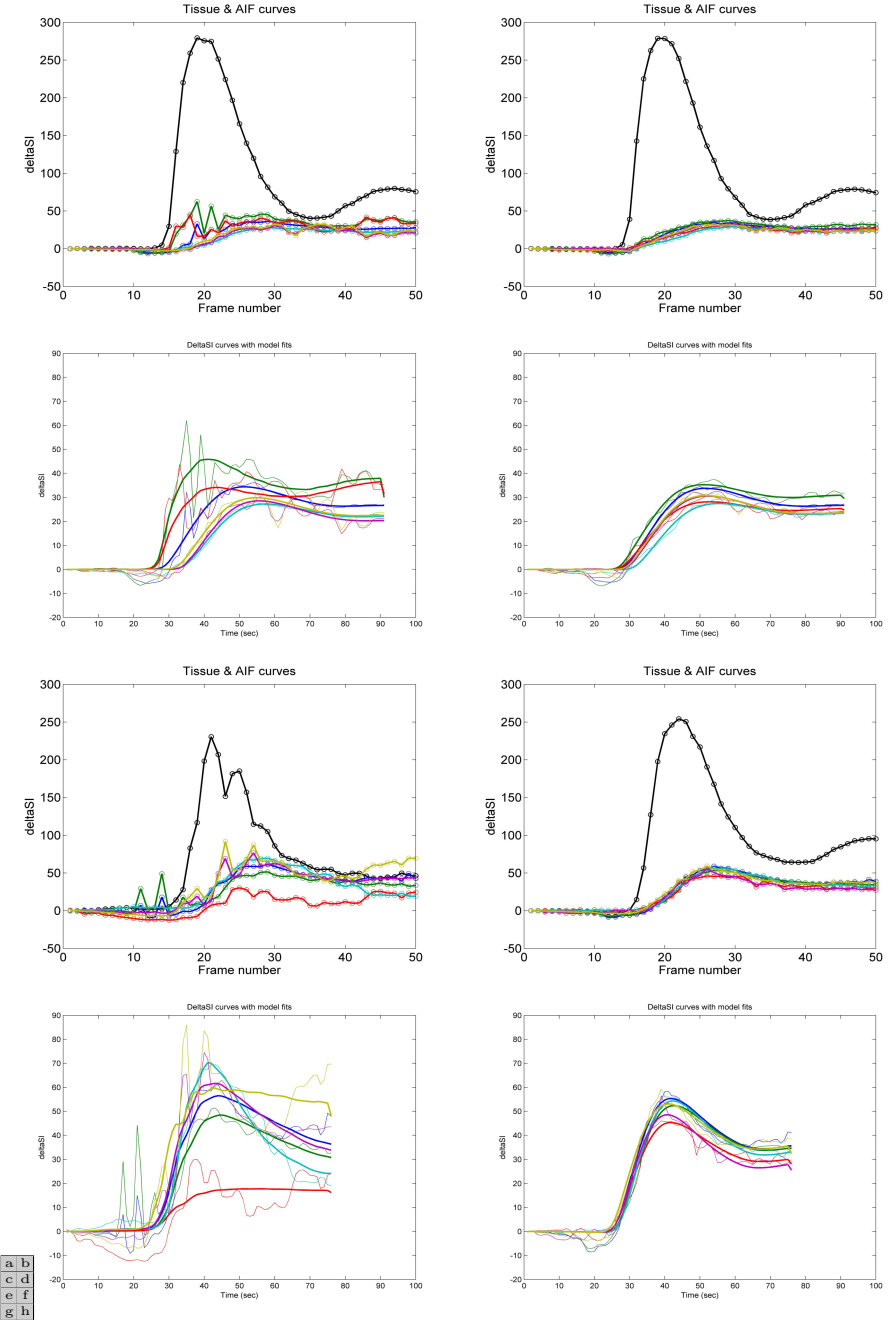 Tissue & AIF curves
300
250
200
150
100
50
0
-50
0 10 20 30 40 50
deltaSI
Frame number
Tissue & AIF curves
300
250
200
150
100
50
0
-50
0 10 20 30 40 50
deltaSI
Frame number
DeltaSI curves with model fits
90
80
70
60
50
40
30
20
10
0
-10
-20
0 10 20 30 40 50 60 70 80 90 100
deltaSI
Time (sec)
DeltaSI curves with model fits
90
80
70
60
50
40
30
20
10
0
-10
-20
0 10 20 30 40 50 60 70 80 90 100
deltaSI
Time (sec)
Tissue & AIF curves
300
250
200
150
100
50
0
-50
0 10 20 30 40 50
deltaSI
Frame number
Tissue & AIF curves
300
250
200
150
100
50
0
-50
0 10 20 30 40 50
deltaSI
Frame number
DeltaSI curves with model fits
90
80
70
60
50
40
30
20
10
0
-10
-20
0 10 20 30 40 50 60 70 80 90 100
deltaSI
Time (sec)
DeltaSI curves with model fits
90
80
70
60
50
40
30
20
10
0
-10
-20
0 10 20 30 40 50 60 70 80 90 100
deltaSI
Time (sec)
a b
c d
e f
g h